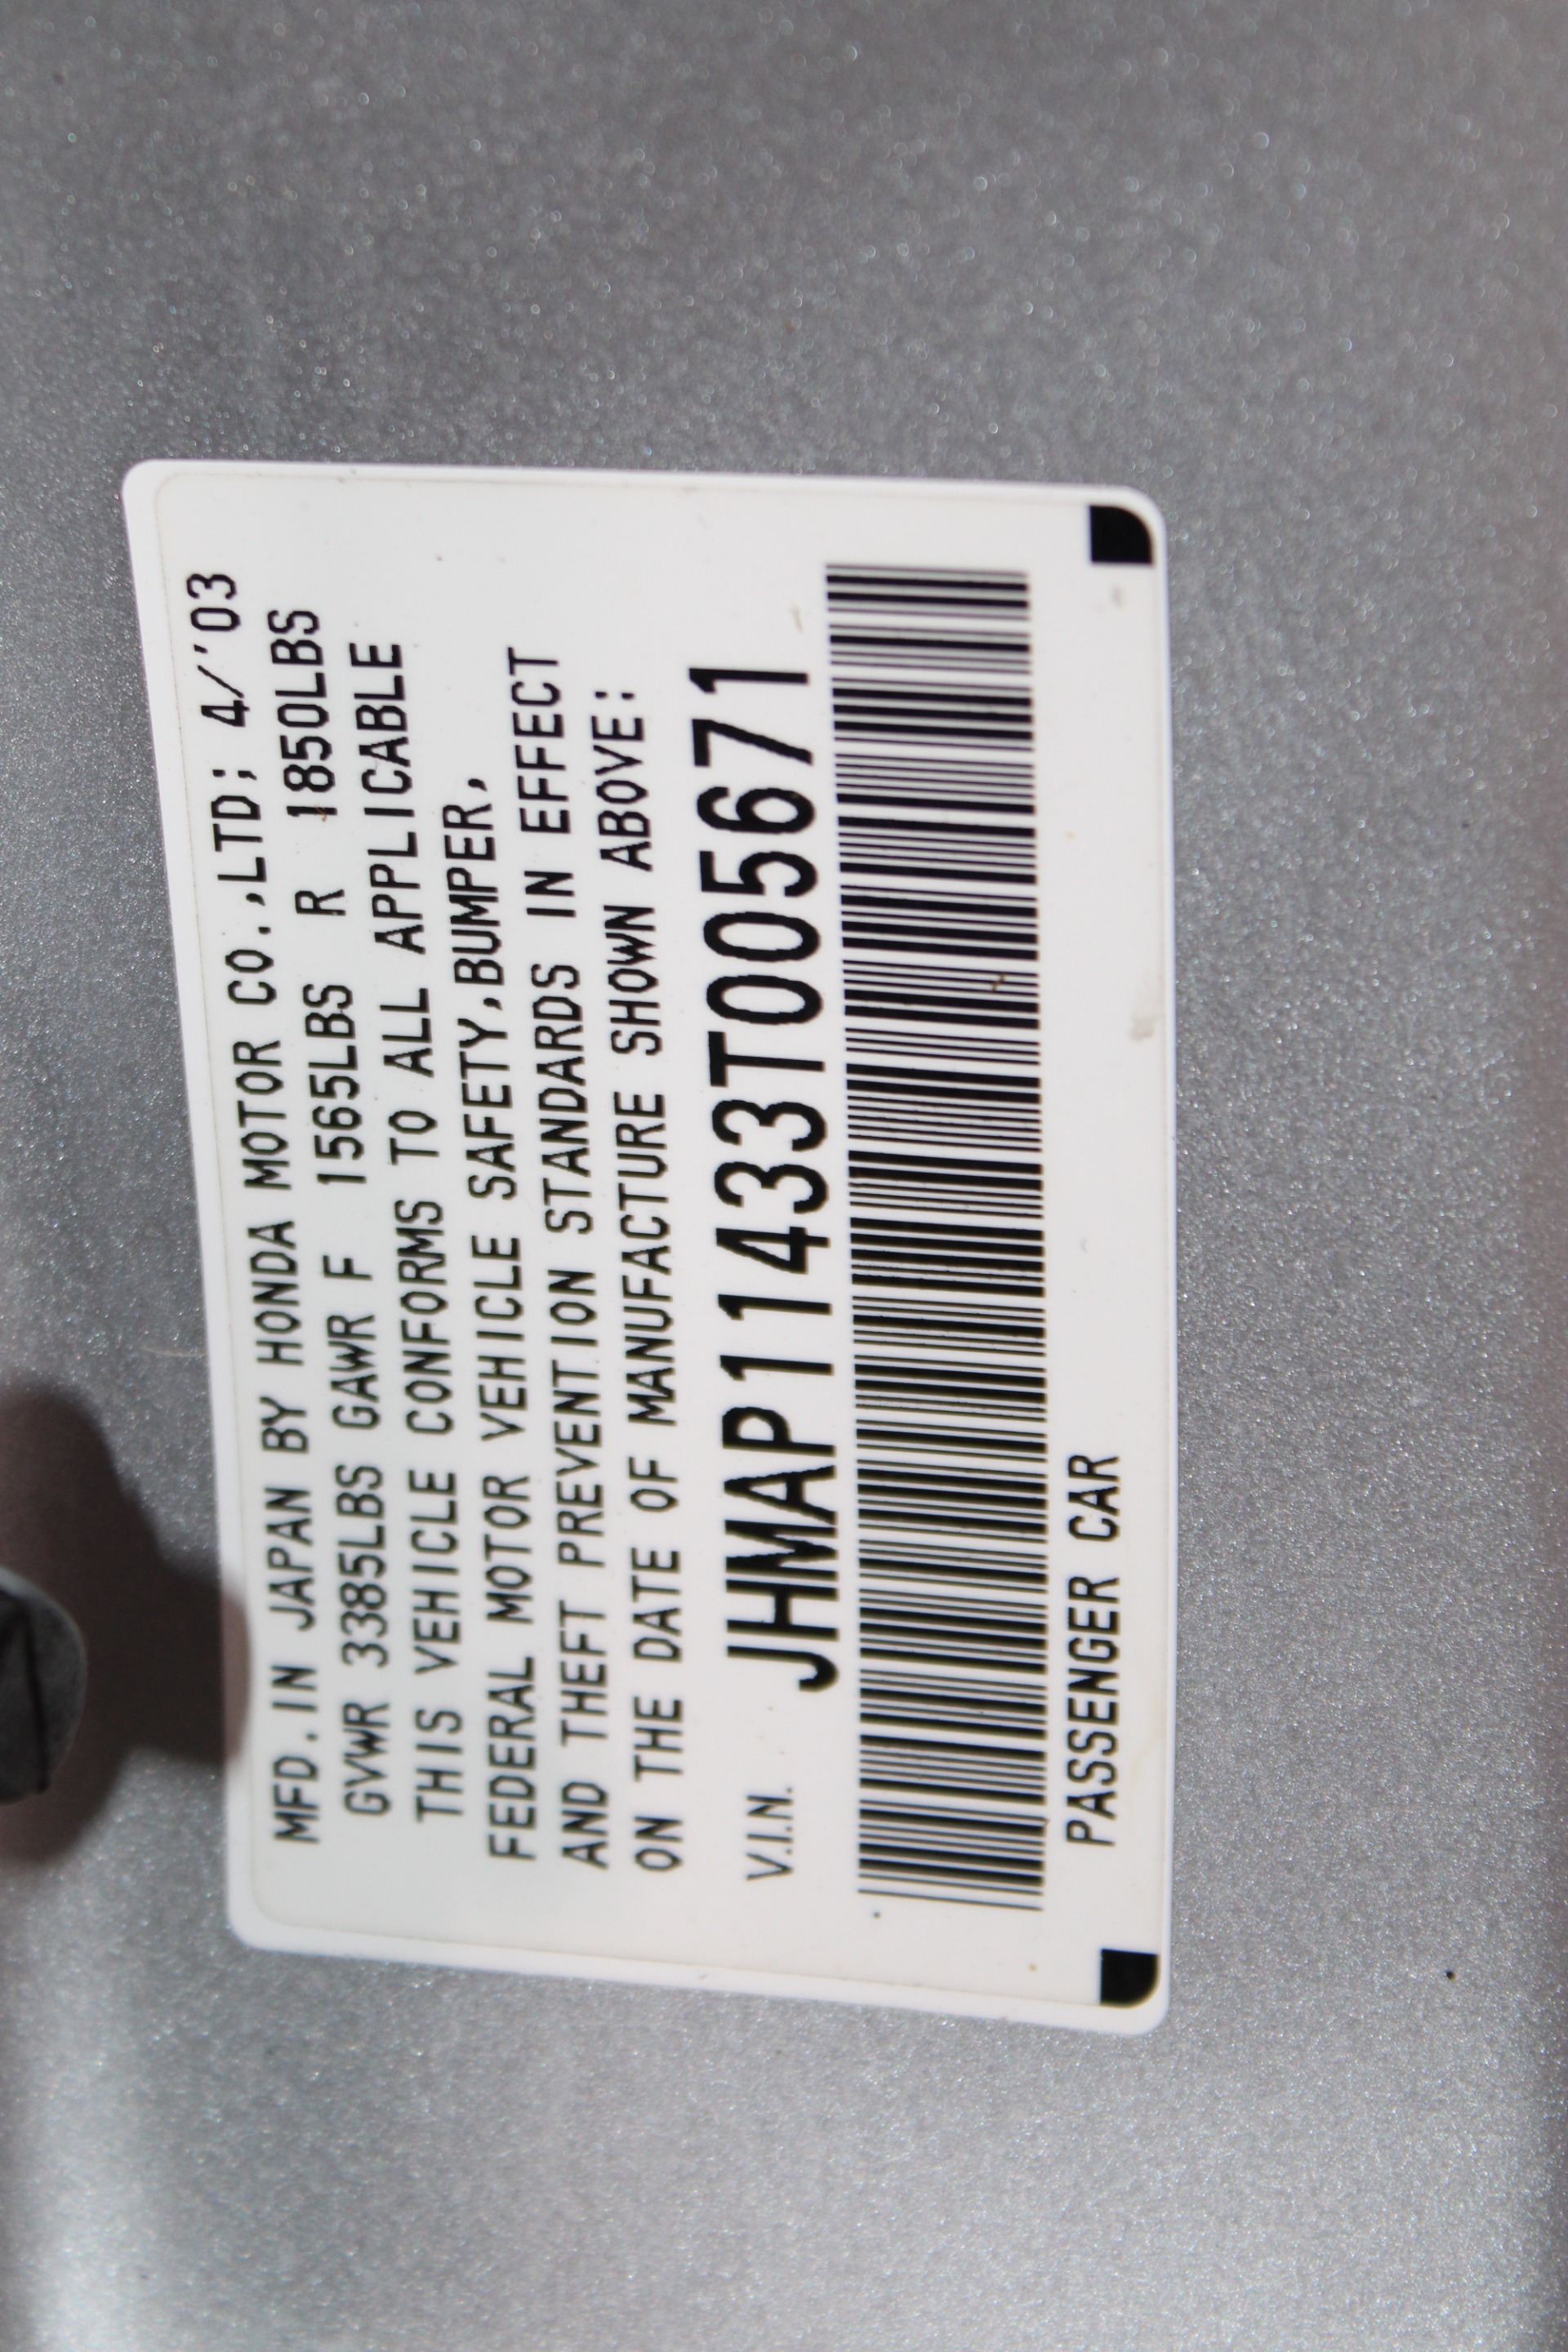 MFD.IN JAPAN BY HONDA MOTOR CO.,LTD; 4/'03
GVWR 3385LBS GAWR F 1565LBS R 1850LBS
THIS VEHICLE CONFORMS TO ALL APPLICABLE
FEDERAL MOTOR VEHICLE SAFETY,BUMPER,
AND THEFT PREVENTION STANDARDS IN EFFECT
ON THE DATE OF MANUFACTURE SHOWN ABOVE:
V.I.N. JHMAP11433T005671
PASSENGER CAR